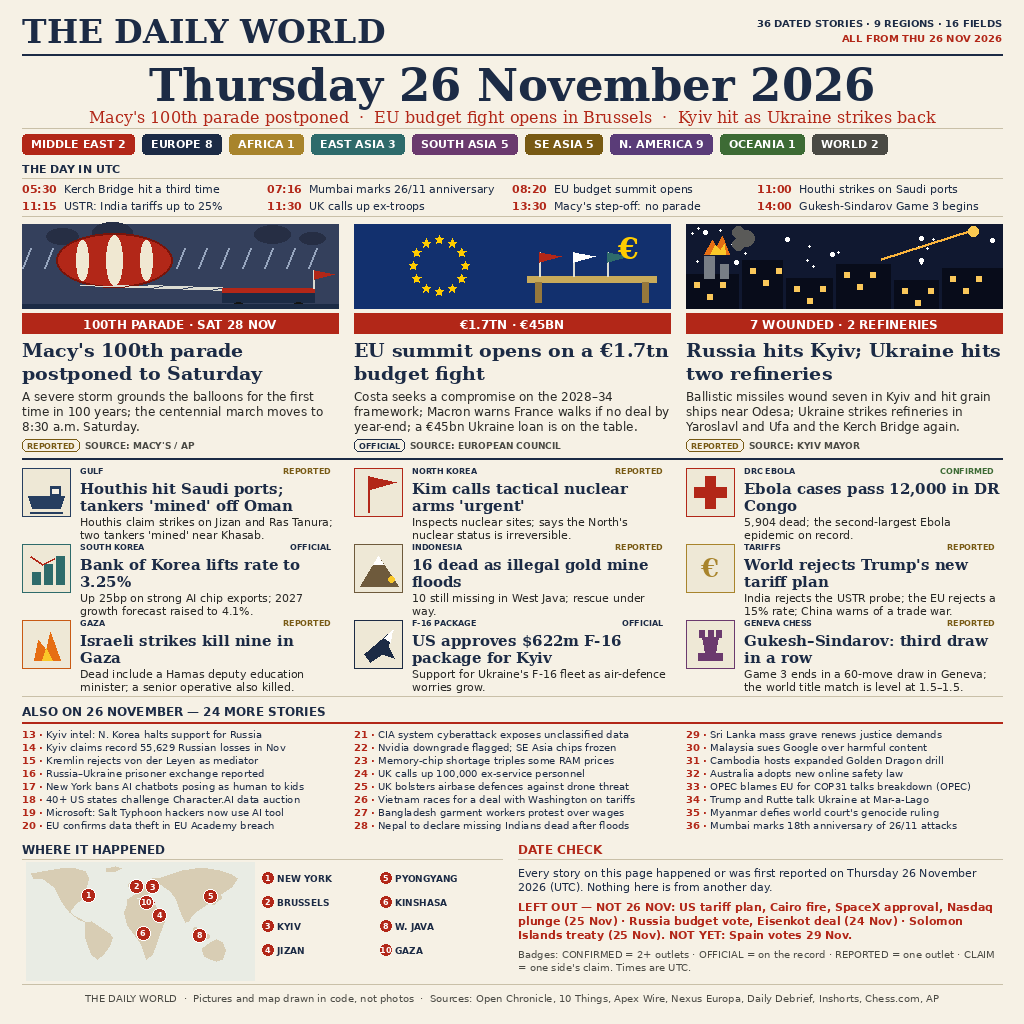 THE DAILY WORLD
36 DATED STORIES · 9 REGIONS · 16 FIELDS
ALL FROM THU 26 NOV 2026
Thursday 26 November 2026
Macy's 100th parade postponed · EU budget fight opens in Brussels · Kyiv hit as Ukraine strikes back
MIDDLE EAST 2 EUROPE 8 AFRICA 1 EAST ASIA 3 SOUTH ASIA 5 SE ASIA 5 N. AMERICA 9 OCEANIA 1 WORLD 2
THE DAY IN UTC
05:30 Kerch Bridge hit a third time 07:16 Mumbai marks 26/11 anniversary 08:20 EU budget summit opens 11:00 Houthi strikes on Saudi ports
11:15 USTR: India tariffs up to 25% 11:30 UK calls up ex-troops 13:30 Macy's step-off: no parade 14:00 Gukesh-Sindarov Game 3 begins
€
100TH PARADE · SAT 28 NOV
Macy's 100th parade
postponed to Saturday
A severe storm grounds the balloons for the first
time in 100 years; the centennial march moves to
8:30 a.m. Saturday.
REPORTED SOURCE: MACY'S / AP
€1.7TN · €45BN
EU summit opens on a €1.7tn
budget fight
Costa seeks a compromise on the 2028–34
framework; Macron warns France walks if no deal by
year-end; a €45bn Ukraine loan is on the table.
OFFICIAL SOURCE: EUROPEAN COUNCIL
7 WOUNDED · 2 REFINERIES
Russia hits Kyiv; Ukraine hits
two refineries
Ballistic missiles wound seven in Kyiv and hit grain
ships near Odesa; Ukraine strikes refineries in
Yaroslavl and Ufa and the Kerch Bridge again.
REPORTED SOURCE: KYIV MAYOR
GULF REPORTED
Houthis hit Saudi ports;
tankers 'mined' off Oman
Houthis claim strikes on Jizan and Ras Tanura;
two tankers 'mined' near Khasab.
NORTH KOREA REPORTED
Kim calls tactical nuclear
arms 'urgent'
Inspects nuclear sites; says the North's
nuclear status is irreversible.
DRC EBOLA CONFIRMED
Ebola cases pass 12,000 in DR
Congo
5,904 dead; the second-largest Ebola
epidemic on record.
SOUTH KOREA OFFICIAL
Bank of Korea lifts rate to
3.25%
Up 25bp on strong AI chip exports; 2027
growth forecast raised to 4.1%.
INDONESIA REPORTED
16 dead as illegal gold mine
floods
10 still missing in West Java; rescue under
way.
€
TARIFFS REPORTED
World rejects Trump's new
tariff plan
India rejects the USTR probe; the EU rejects a
15% rate; China warns of a trade war.
GAZA REPORTED
Israeli strikes kill nine in
Gaza
Dead include a Hamas deputy education
minister; a senior operative also killed.
F-16 PACKAGE OFFICIAL
US approves $622m F-16
package for Kyiv
Support for Ukraine's F-16 fleet as air-defence
worries grow.
GENEVA CHESS REPORTED
Gukesh–Sindarov: third draw
in a row
Game 3 ends in a 60-move draw in Geneva;
the world title match is level at 1.5–1.5.
ALSO ON 26 NOVEMBER — 24 MORE STORIES
13 · Kyiv intel: N. Korea halts support for Russia
14 · Kyiv claims record 55,629 Russian losses in Nov
15 · Kremlin rejects von der Leyen as mediator
16 · Russia–Ukraine prisoner exchange reported
17 · New York bans AI chatbots posing as human to kids
18 · 40+ US states challenge Character.AI data auction
19 · Microsoft: Salt Typhoon hackers now use AI tool
20 · EU confirms data theft in EU Academy breach
21 · CIA system cyberattack exposes unclassified data
22 · Nvidia downgrade flagged; SE Asia chips frozen
23 · Memory-chip shortage triples some RAM prices
24 · UK calls up 100,000 ex-service personnel
25 · UK bolsters airbase defences against drone threat
26 · Vietnam races for a deal with Washington on tariffs
27 · Bangladesh garment workers protest over wages
28 · Nepal to declare missing Indians dead after floods
29 · Sri Lanka mass grave renews justice demands
30 · Malaysia sues Google over harmful content
31 · Cambodia hosts expanded Golden Dragon drill
32 · Australia adopts new online safety law
33 · OPEC blames EU for COP31 talks breakdown (OPEC)
34 · Trump and Rutte talk Ukraine at Mar-a-Lago
35 · Myanmar defies world court's genocide ruling
36 · Mumbai marks 18th anniversary of 26/11 attacks
WHERE IT HAPPENED
1 2 3 10 4 5 6 8
1 NEW YORK
2 BRUSSELS
3 KYIV
4 JIZAN
5 PYONGYANG
6 KINSHASA
8 W. JAVA
10 GAZA
DATE CHECK
Every story on this page happened or was first reported on Thursday 26 November
2026 (UTC). Nothing here is from another day.
LEFT OUT — NOT 26 NOV: US tariff plan, Cairo fire, SpaceX approval, Nasdaq
plunge (25 Nov) · Russia budget vote, Eisenkot deal (24 Nov) · Solomon
Islands treaty (25 Nov). NOT YET: Spain votes 29 Nov.
Badges: CONFIRMED = 2+ outlets · OFFICIAL = on the record · REPORTED = one outlet · CLAIM
= one side's claim. Times are UTC.
THE DAILY WORLD · Pictures and map drawn in code, not photos · Sources: Open Chronicle, 10 Things, Apex Wire, Nexus Europa, Daily Debrief, Inshorts, Chess.com, AP